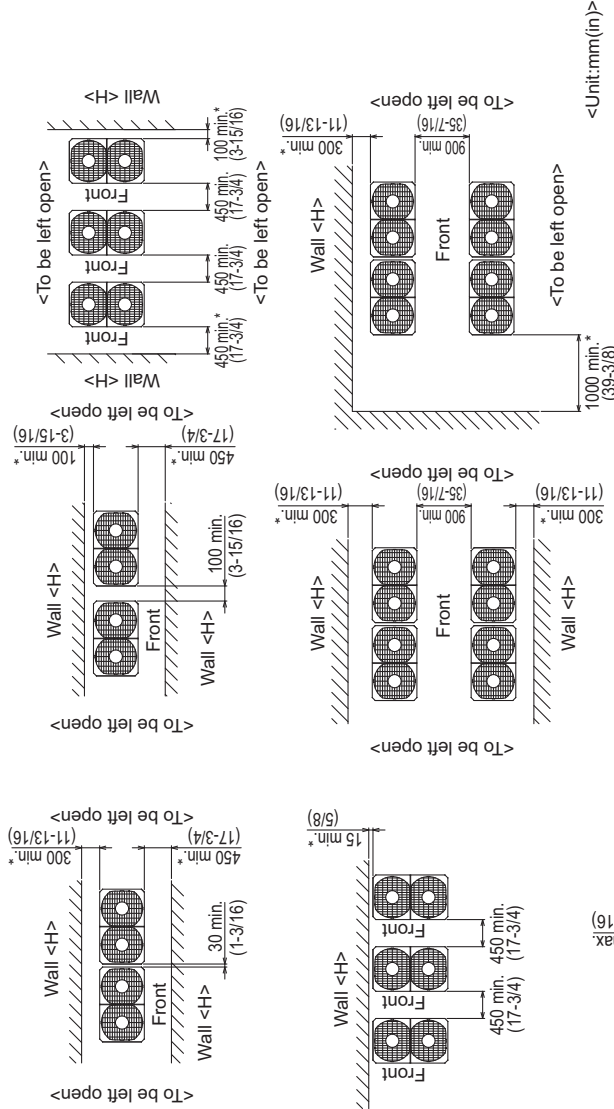 <To be left open>
Wall <H>
Wall <H>
Front
30 min.
(1-3/16)
300 min.*
(11-13/16)
450 min.*
(17-3/4)
<To be left open>
<To be left open>
Wall <H>
Wall <H>
Front
100 min.
(3-15/16)
100 min.*
(3-15/16)
450 min.*
(17-3/4)
<To be left open>
Wall <H>
<To be left open>
Front
Front
Front
450 min.*
(17-3/4)
450 min.
(17-3/4)
450 min.
(17-3/4)
100 min.*
(3-15/16)
<To be left open>
Wall <H>
Wall <H>
15 min.*
(5/8)
Front
Front
Front
450 min.
(17-3/4)
450 min.
(17-3/4)
<To be left open>
Wall <H>
Front
Wall <H>
300 min.*
(11-13/16)
900 min.
(35-7/16)
300 min.*
(11-13/16)
<To be left open>
Wall <H>
300 min.*
(11-13/16)
900 min.
(35-7/16)
<To be left open>
Front
<To be left open>
1000 min.*
(39-3/8)
<Unit:mm(in)>
16)